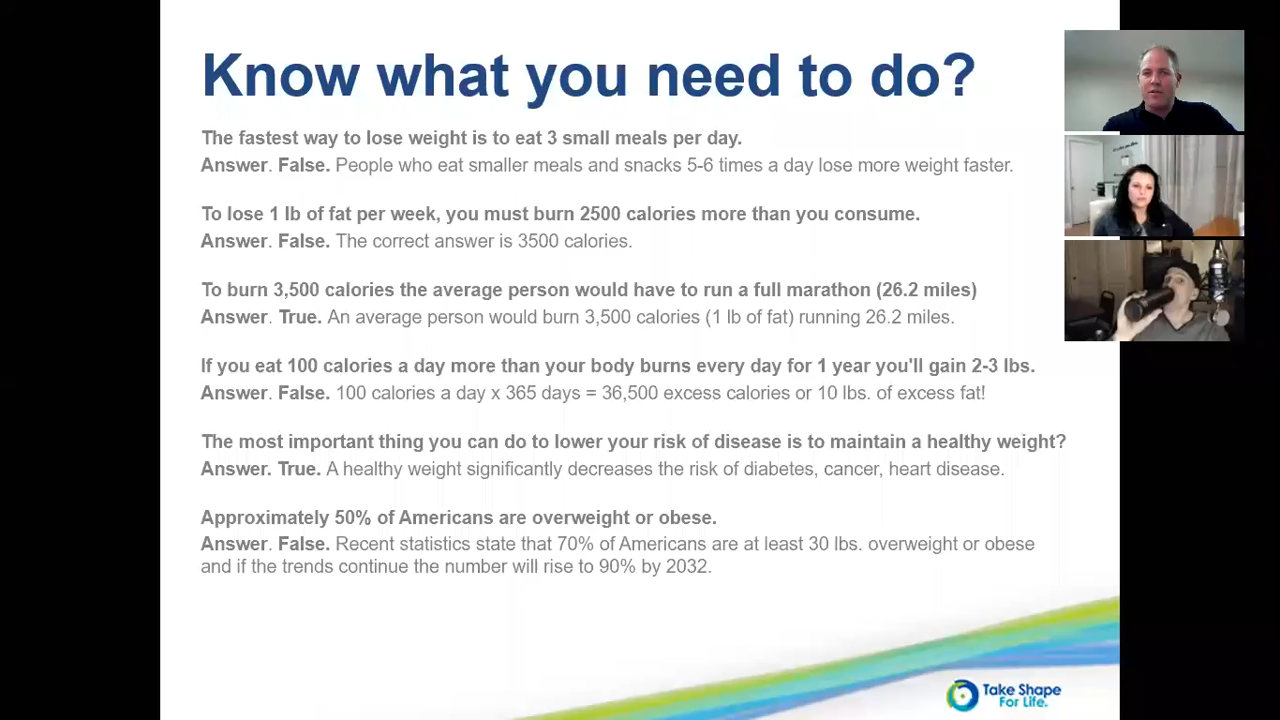 Know what you need to do?
The fastest way to lose weight is to eat 3 small meals per day.
Answer. False. People who eat smaller meals and snacks 5-6 times a day lose more weight faster.
To lose 1 lb of fat per week, you must burn 2500 calories more than you consume.
Answer. False. The correct answer is 3500 calories.
To burn 3,500 calories the average person would have to run a full marathon (26.2 miles)
Answer. True. An average person would burn 3,500 calories (1 lb of fat) running 26.2 miles.
If you eat 100 calories a day more than your body burns every day for 1 year you'll gain 2-3 lbs.
Answer. False. 100 calories a day x 365 days = 36,500 excess calories or 10 lbs. of excess fat!
The most important thing you can do to lower your risk of disease is to maintain a healthy weight?
Answer. True. A healthy weight significantly decreases the risk of diabetes, cancer, heart disease.
Approximately 50% of Americans are overweight or obese.
Answer. False. Recent statistics state that 70% of Americans are at least 30 lbs. overweight or obese
and if the trends continue the number will rise to 90% by 2032.
Take Shape
For Life.